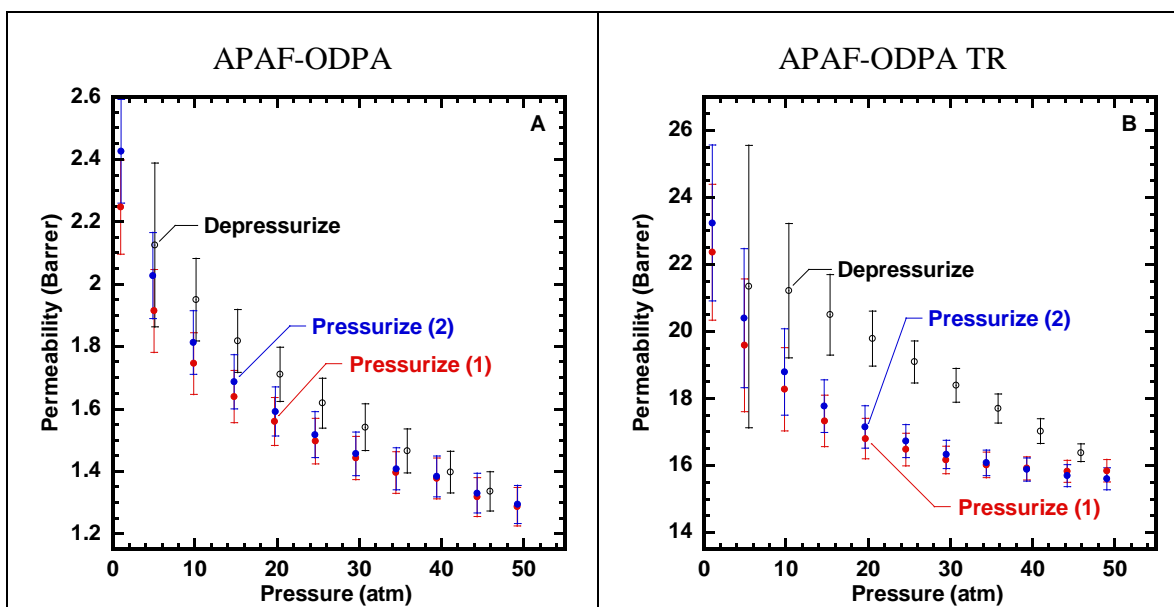 APAF-ODPA
A
Permeability (Barrer)
2.6
2.4
2.2
2
1.8
1.6
1.4
1.2
Depressurize
Pressurize (2)
Pressurize (1)
0 10 20 30 40 50
Pressure (atm)
APAF-ODPA TR
B
Permeability (Barrer)
26
24
22
20
18
16
14
Depressurize
Pressurize (2)
Pressurize (1)
0 10 20 30 40 50
Pressure (atm)